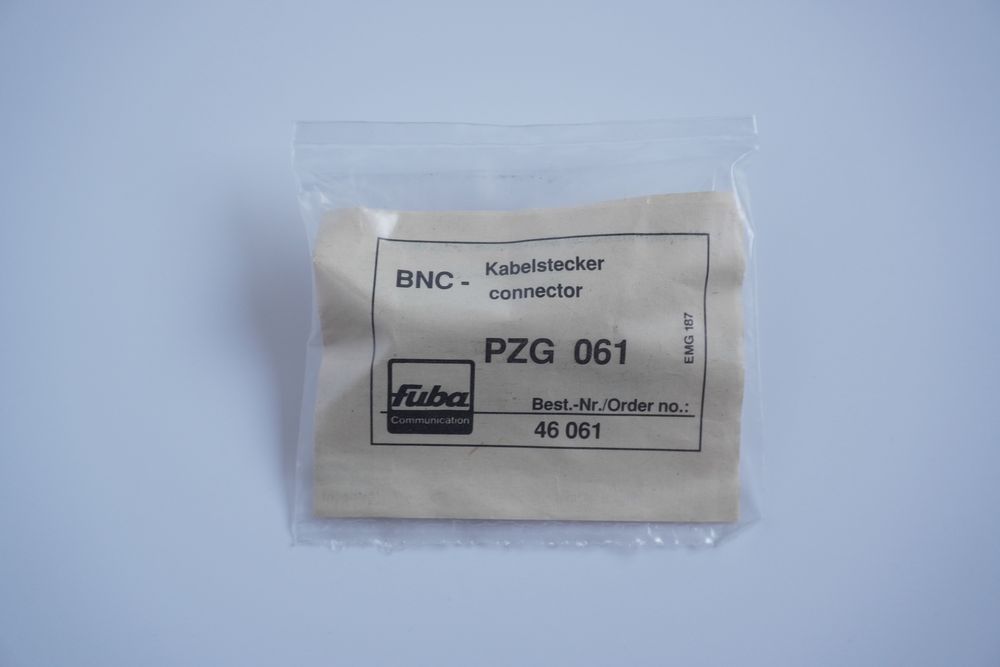 BNC - Kabelstecker
connector
PZG 061
EMG 187
fuba
Communication
Best.-Nr./Order no.:
46 061